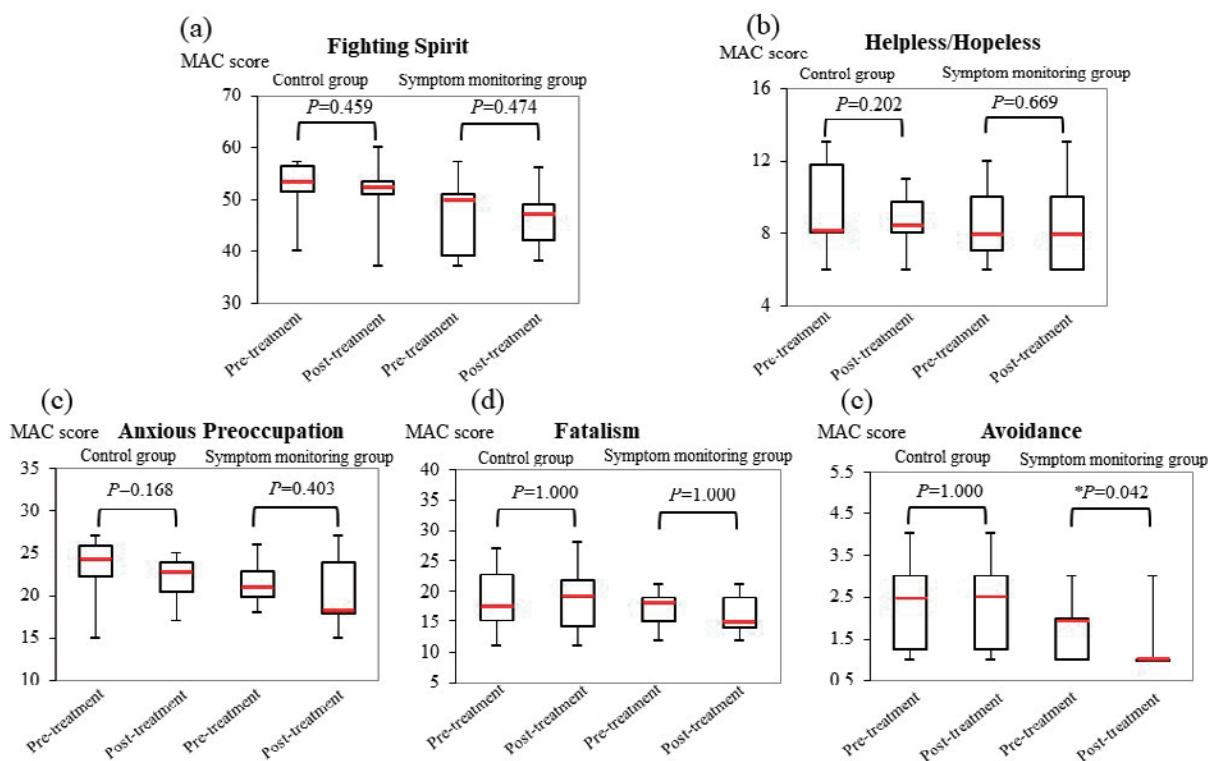 (a)
Fighting Spirit
MAC score
Control group Symptom monitoring group
P=0.459 P=0.474
70
60
50
40
30
Pre-treatment Post-treatment Pre-treatment Post-treatment
(b)
Helpless/Hopeless
MAC score
Control group Symptom monitoring group
P=0.202 P=0.669
16
12
8
4
Pre-treatment Post-treatment Pre-treatment Post-treatment
(c)
Anxious Preoccupation
MAC score
Control group Symptom monitoring group
P=0.168 P=0.403
35
30
25
20
15
10
Pre-treatment Post-treatment Pre-treatment Post-treatment
(d)
Fatalism
MAC score
Control group Symptom monitoring group
P=1.000 P=1.000
40
35
30
25
20
15
10
5
Pre-treatment Post-treatment Pre-treatment Post-treatment
(e)
Avoidance
MAC score
Control group Symptom monitoring group
P=1.000 *P=0.042
5.5
4.5
3.5
2.5
1.5
0.5
Pre-treatment Post-treatment Pre-treatment Post-treatment